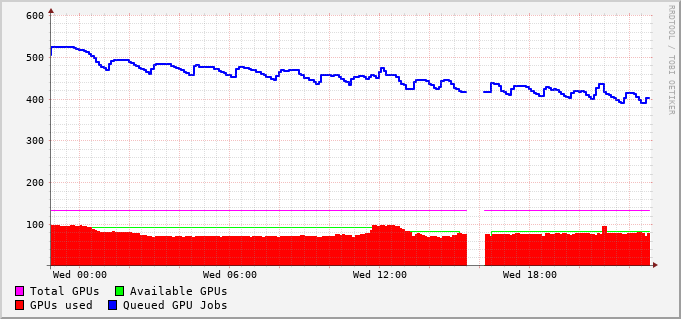 600
500
400
300
200
100
Wed 00:00 Wed 06:00 Wed 12:00 Wed 18:00
Total GPUs Available GPUs
GPUs used Queued GPU Jobs
RRDTOOL / TOBI OETIKER